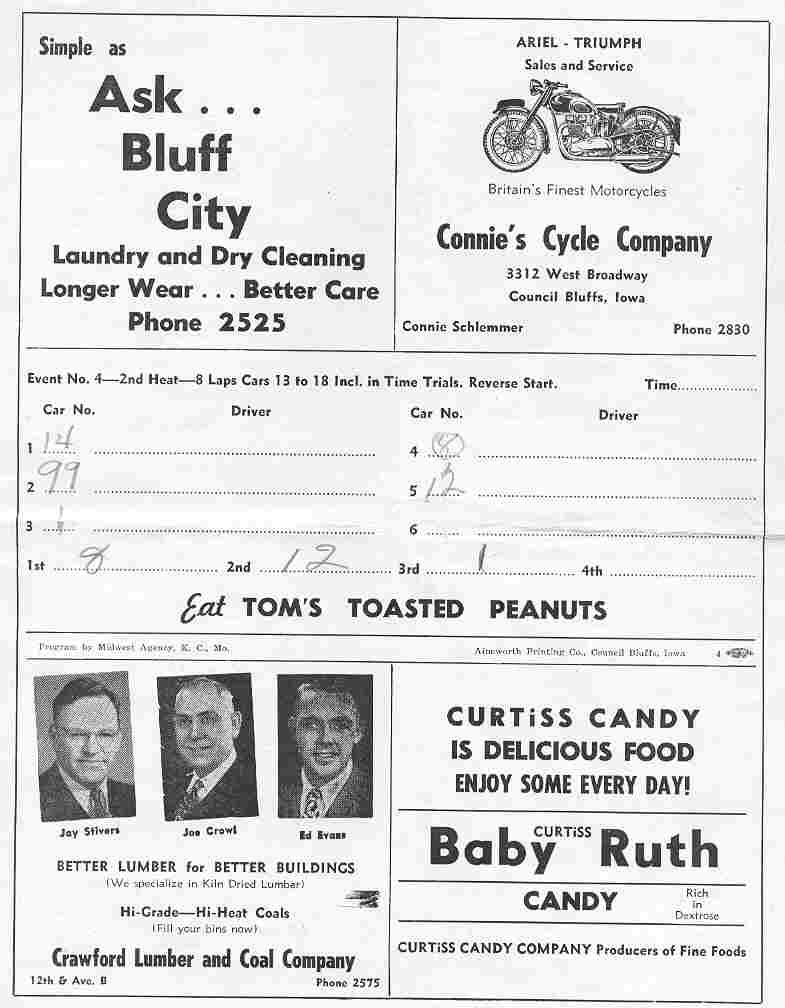 Simple as
Ask . . .
Bluff
City
Laundry and Dry Cleaning
Longer Wear . . . Better Care
Phone 2525
ARIEL - TRIUMPH
Sales and Service
Britain's Finest Motorcycles
Connie's Cycle Company
3312 West Broadway
Council Bluffs, Iowa
Connie Schlemmer Phone 2830
Event No. 4—2nd Heat—8 Laps Cars 13 to 18 Incl. in Time Trials. Reverse Start. Time....................
Car No. Driver Car No. Driver
1 14 4 8
2 99 5 12
3 1 6
1st 8 2nd 12 3rd 1 4th
Eat TOM'S TOASTED PEANUTS
Program by Midwest Agency, K. C., Mo. Ainsworth Printing Co., Council Bluffs, Iowa 4
Jay Stivers Joe Crowl Ed Evans
BETTER LUMBER for BETTER BUILDINGS
(We specialize in Kiln Dried Lumber)
Hi-Grade—Hi-Heat Coals
(Fill your bins now)
Crawford Lumber and Coal Company
12th & Ave. B Phone 2575
CURTiSS CANDY
IS DELICIOUS FOOD
ENJOY SOME EVERY DAY!
CURTiSS
Baby Ruth
CANDY
Rich
in
Dextrose
CURTiSS CANDY COMPANY Producers of Fine Foods